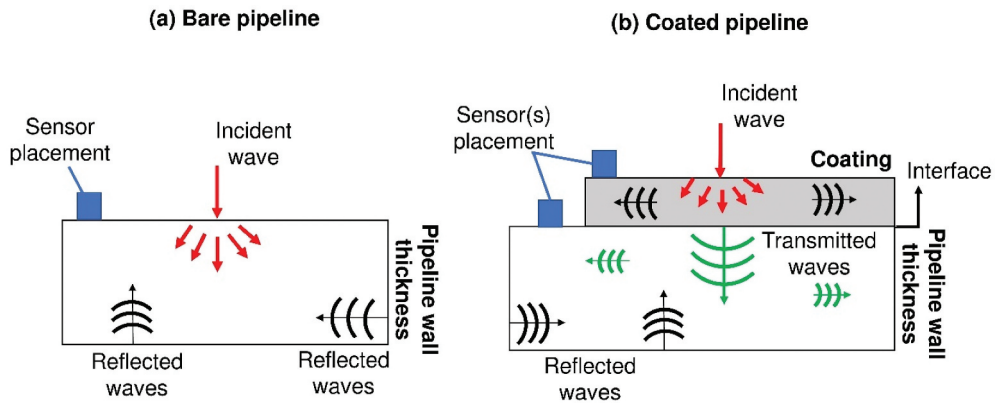 (a) Bare pipeline
Sensor
placement
Incident
wave
Pipeline wall
thickness
Reflected
waves
Reflected
waves
(b) Coated pipeline
Sensor(s)
placement
Incident
wave
Coating
Interface
Transmitted
waves
Pipeline wall
thickness
Reflected
waves